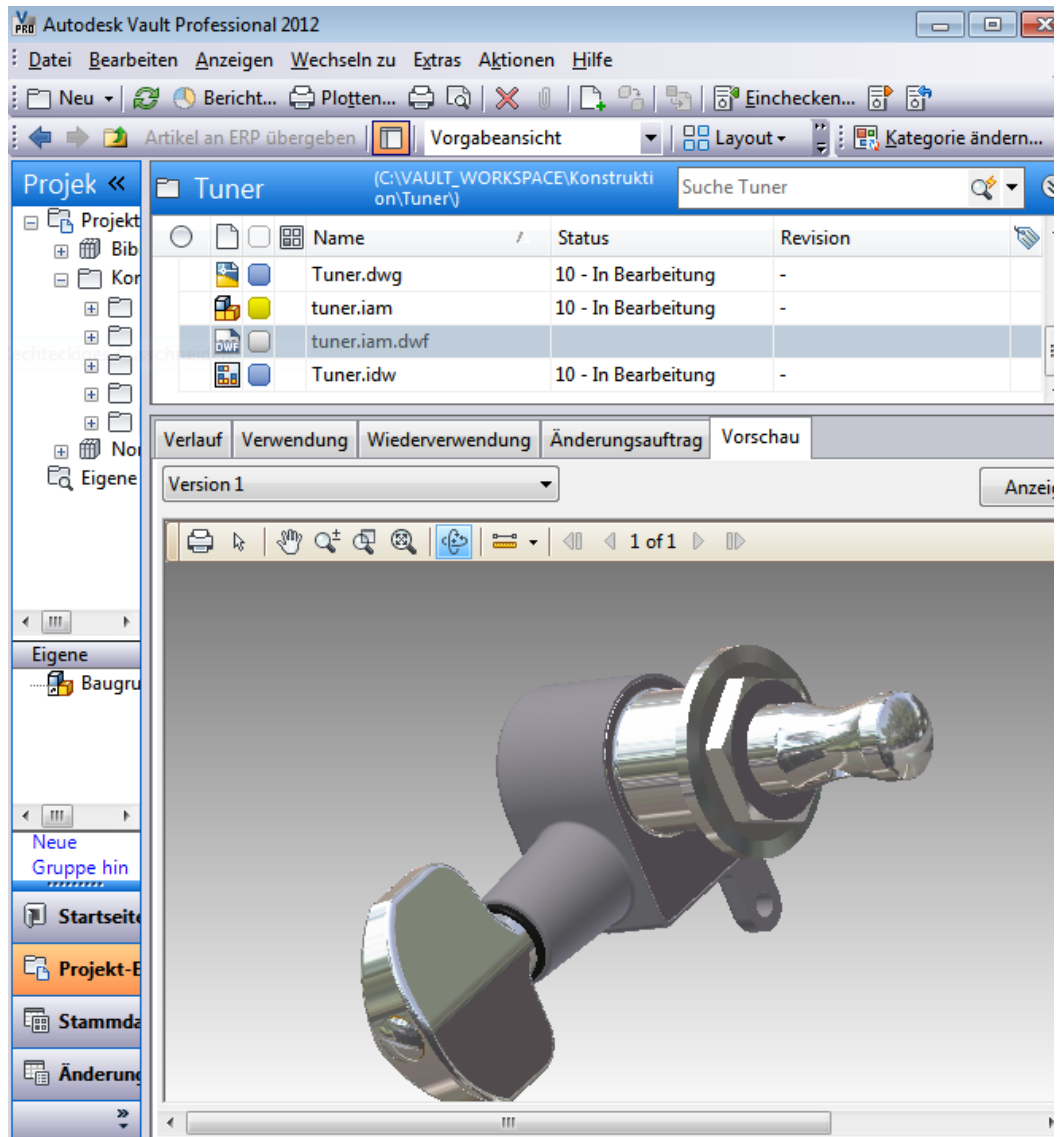 Autodesk Vault Professional 2012
Datei Bearbeiten Anzeigen Wechseln zu Extras Aktionen Hilfe
Neu Bericht... Plotten... Einchecken...
Artikel an ERP übergeben Vorgabeansicht Layout Kategorie ändern...
Projek «
Tuner
(C:\VAULT_WORKSPACE\Konstrukti
on\Tuner\)
Suche Tuner
Projekt
Bib
Kor
Nor
Eigene
Name / Status Revision
Tuner.dwg 10 - In Bearbeitung -
tuner.iam 10 - In Bearbeitung -
tuner.iam.dwf
Tuner.idw 10 - In Bearbeitung -
Verlauf Verwendung Wiederverwendung Änderungsauftrag Vorschau
Version 1
Anzeig
1 of 1
Eigene
Baugru
Neue
Gruppe hin
Startseite
Projekt-E
Stammda
Änderung